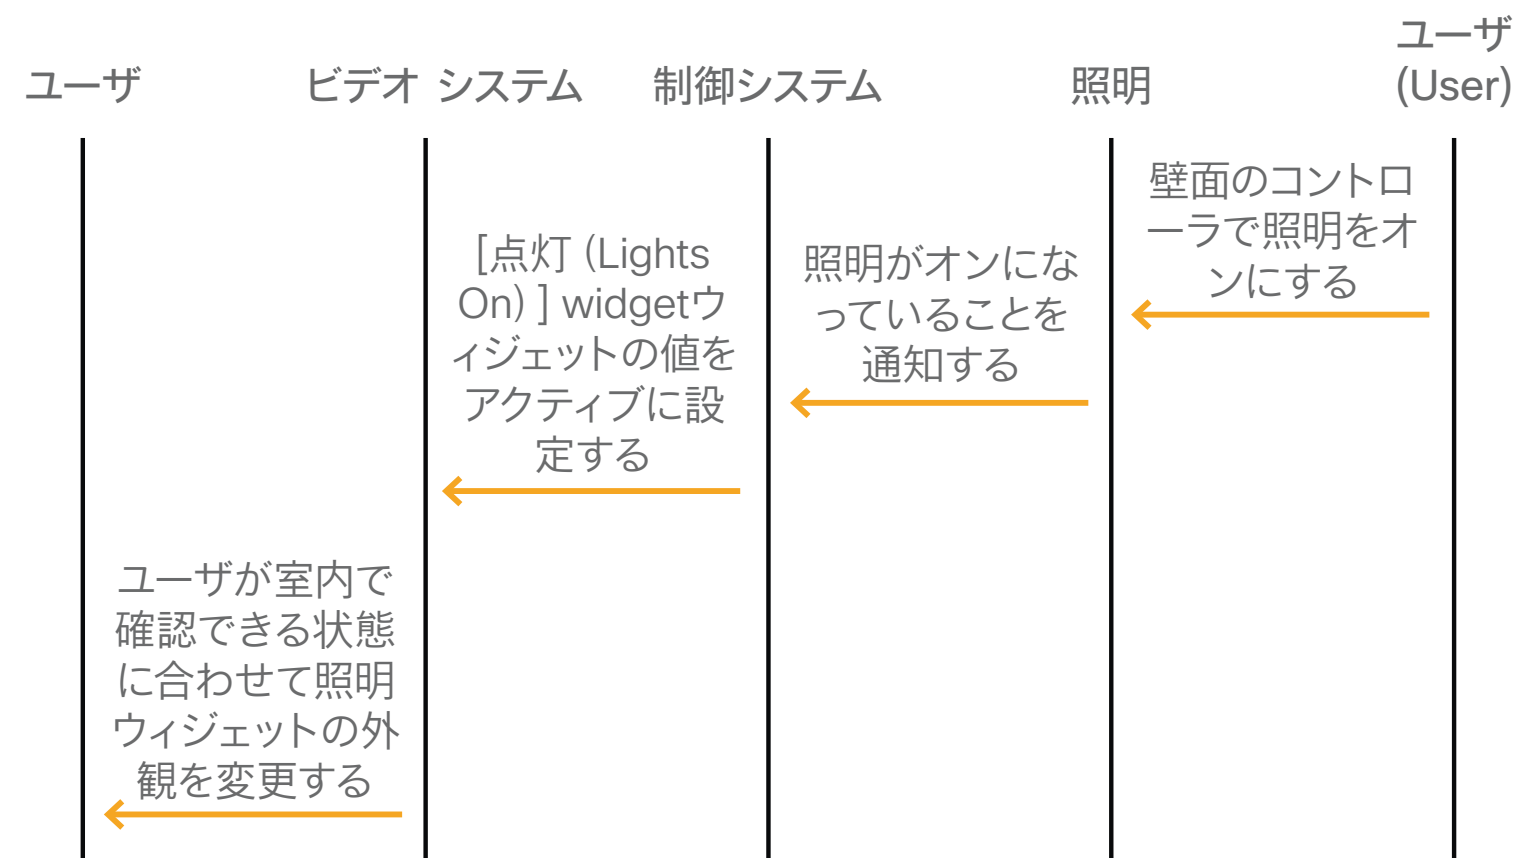 ユーザ
ビデオ システム
制御システム
照明
ユーザ
(User)
壁面のコントロ
ーラで照明をオ
ンにする
照明がオンにな
っていることを
通知する
[点灯 (Lights
On) ] widgetウ
ィジェットの値を
アクティブに設
定する
ユーザが室内で
確認できる状態
に合わせて照明
ウィジェットの外
観を変更する